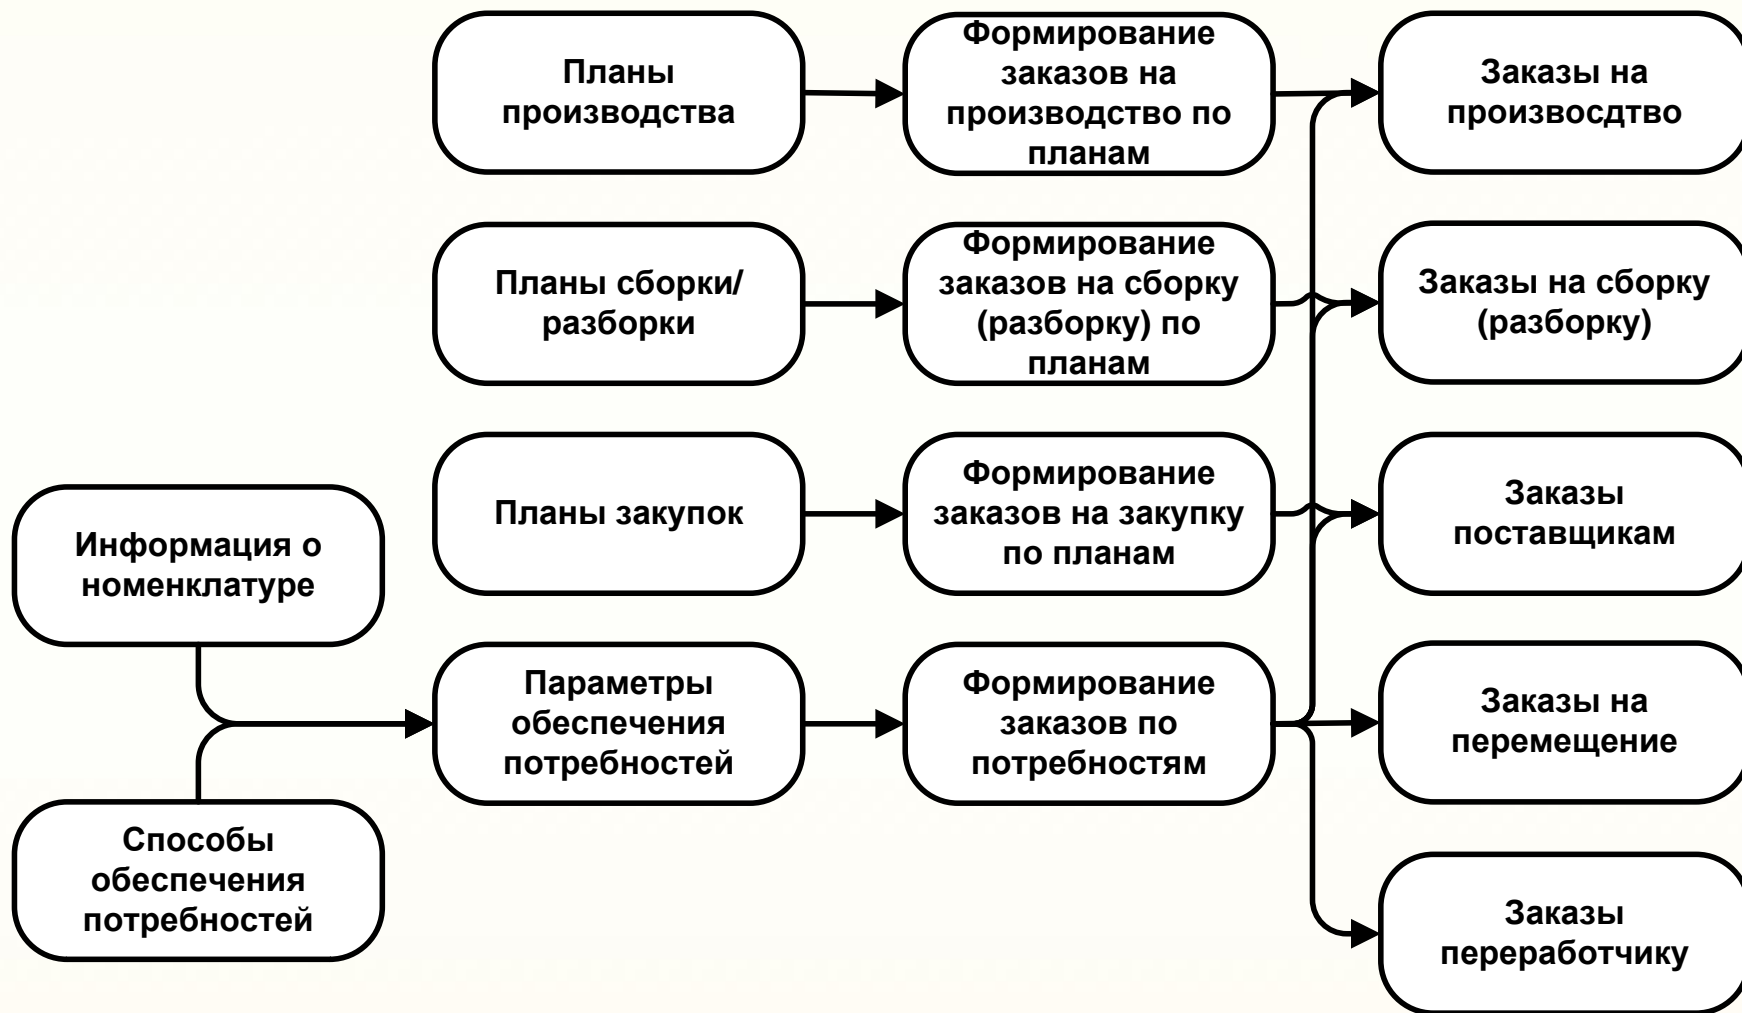 Планы
производства
Формирование
заказов на
производство по
планам
Заказы на
произвосдтво
Планы сборки/
разборки
Формирование
заказов на сборку
(разборку) по
планам
Заказы на сборку
(разборку)
Планы закупок
Формирование
заказов на закупку
по планам
Заказы
поставщикам
Информация о
номенклатуре
Параметры
обеспечения
потребностей
Формирование
заказов по
потребностям
Заказы на
перемещение
Способы
обеспечения
потребностей
Заказы
переработчику